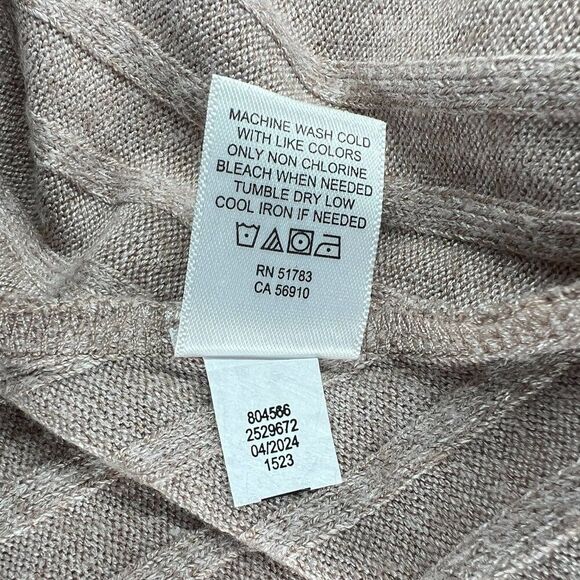 MACHINE WASH COLD
WITH LIKE COLORS
ONLY NON CHLORINE
BLEACH WHEN NEEDED
TUMBLE DRY LOW
COOL IRON IF NEEDED
RN 51783
CA 56910
804566
2529672
04/2024
1523